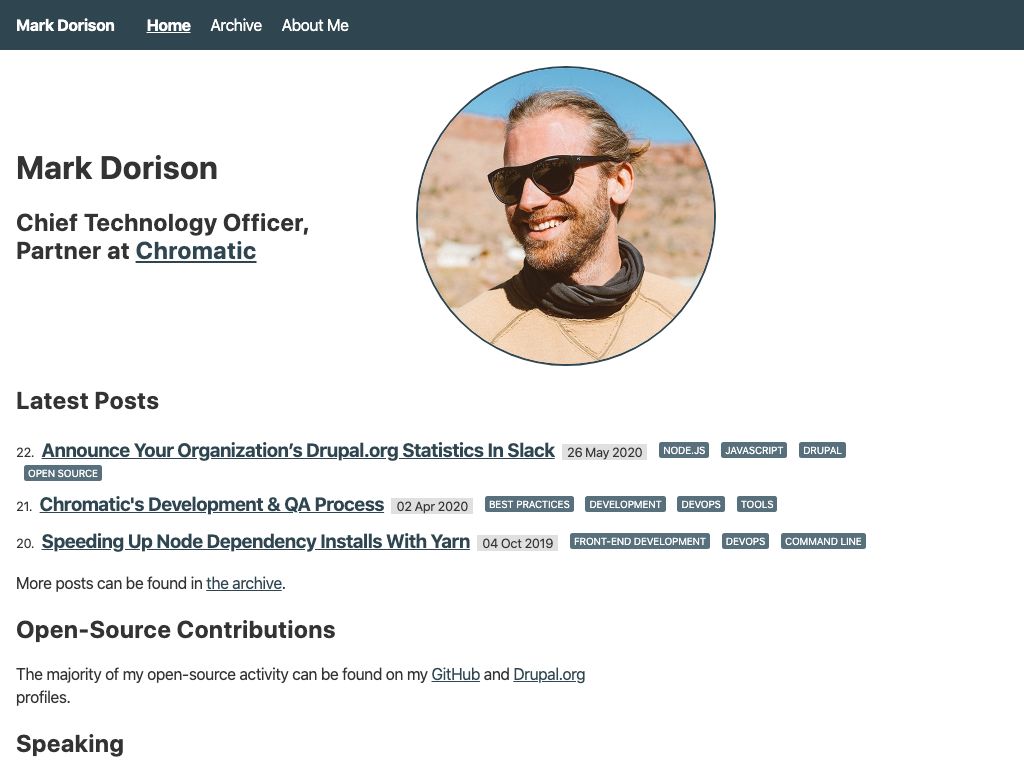 Mark Dorison Home Archive About Me
Mark Dorison
Chief Technology Officer,
Partner at Chromatic
Latest Posts
22. Announce Your Organization’s Drupal.org Statistics In Slack 26 May 2020 NODE.JS JAVASCRIPT DRUPAL
OPEN SOURCE
21. Chromatic's Development & QA Process 02 Apr 2020 BEST PRACTICES DEVELOPMENT DEVOPS TOOLS
20. Speeding Up Node Dependency Installs With Yarn 04 Oct 2019 FRONT-END DEVELOPMENT DEVOPS COMMAND LINE
More posts can be found in the archive.
Open-Source Contributions
The majority of my open-source activity can be found on my GitHub and Drupal.org
profiles.
Speaking